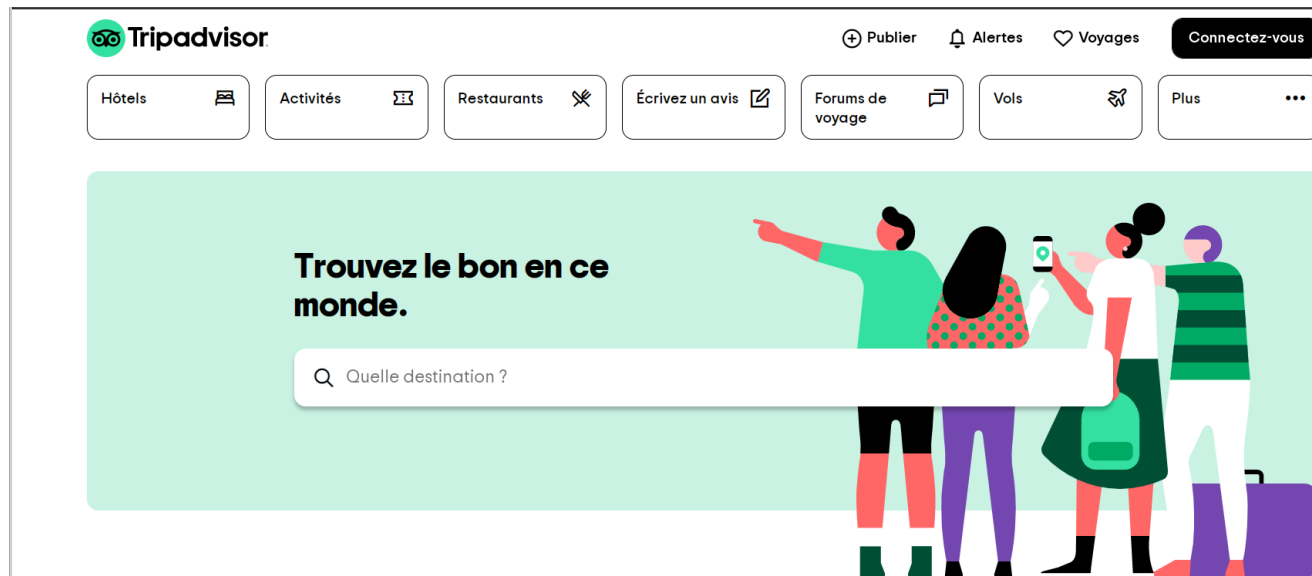 Tripadvisor
Publier
Alertes
Voyages
Connectez-vous
Hôtels
Activités
Restaurants
Écrivez un avis
Forums de
voyage
Vols
Plus
Trouvez le bon en ce
monde.
Quelle destination ?